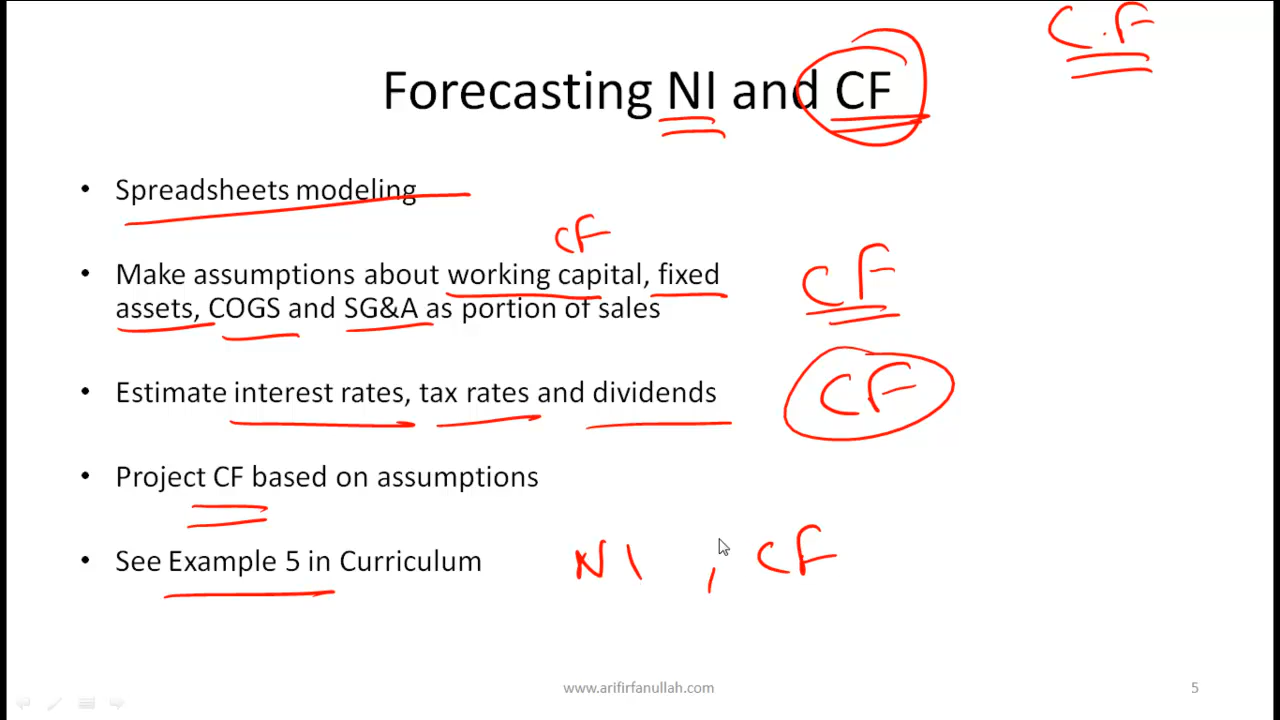 C.F
Forecasting NI and CF
• Spreadsheets modeling
CF
• Make assumptions about working capital, fixed
assets, COGS and SG&A as portion of sales
CF
• Estimate interest rates, tax rates and dividends
CF
• Project CF based on assumptions
• See Example 5 in Curriculum
NI , CF
www.arifirfanullah.com
5